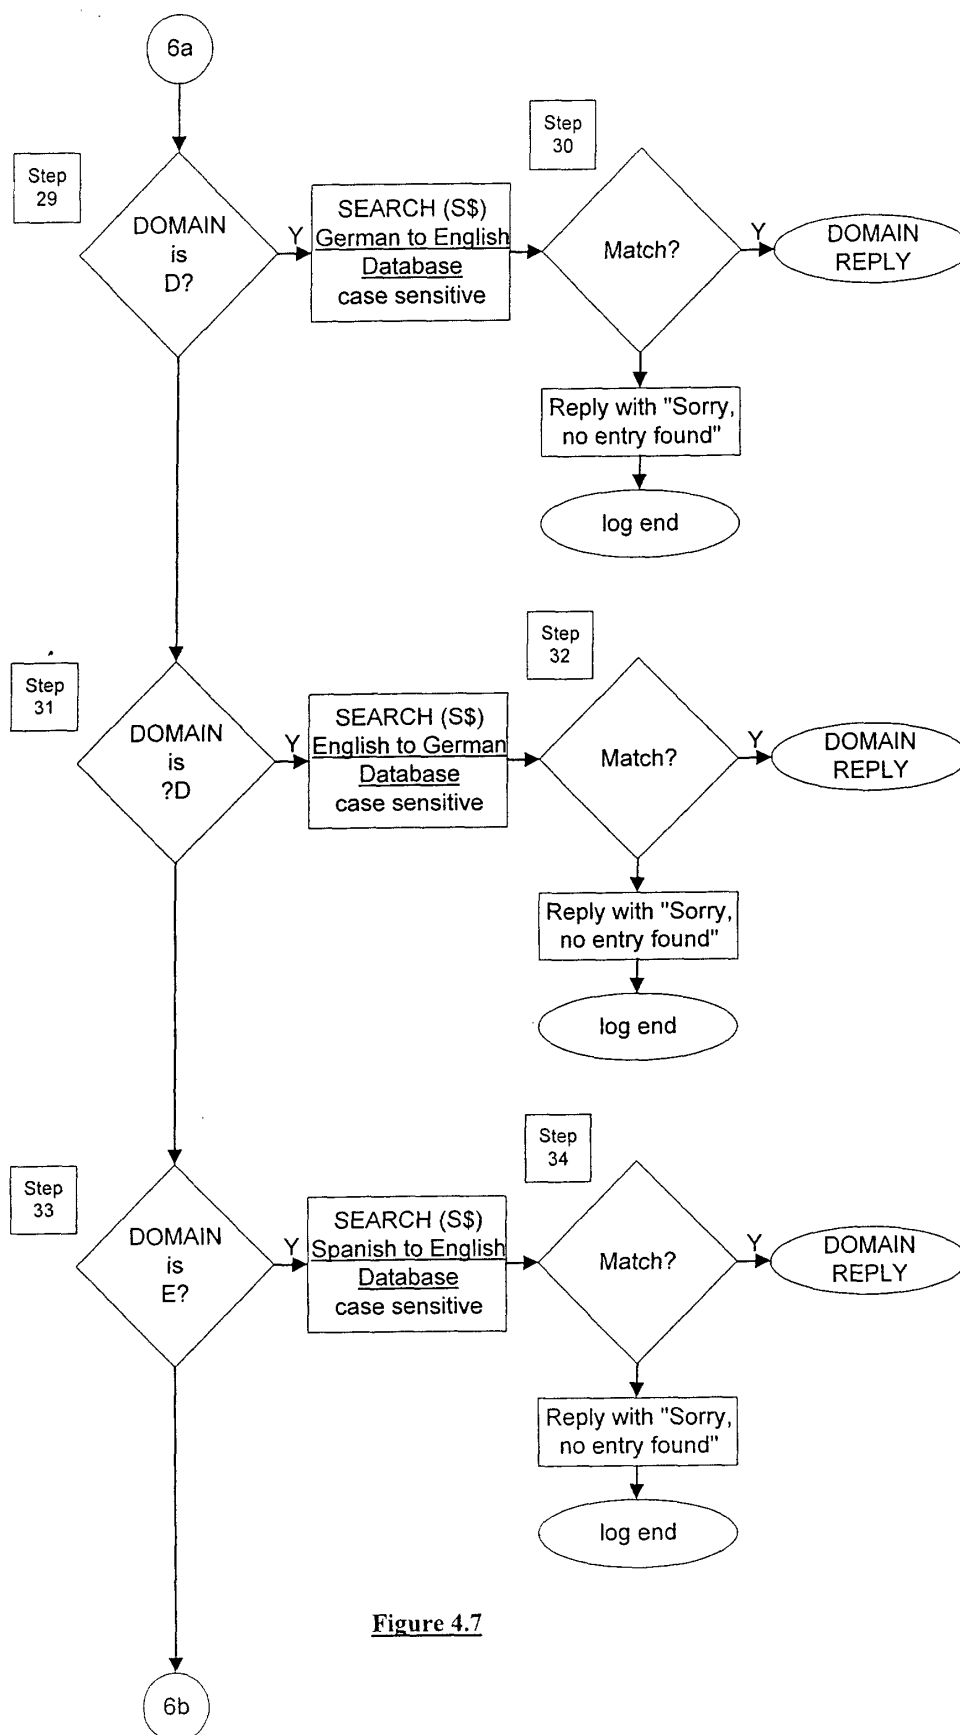 6a
Step
29
DOMAIN
is
D?
Y
SEARCH (S$)
German to English
Database
case sensitive
Step
30
Match?
Y
DOMAIN
REPLY
Reply with "Sorry,
no entry found"
log end
Step
31
DOMAIN
is
?D
Y
SEARCH (S$)
English to German
Database
case sensitive
Step
32
Match?
Y
DOMAIN
REPLY
Reply with "Sorry,
no entry found"
log end
Step
33
DOMAIN
is
E?
Y
SEARCH (S$)
Spanish to English
Database
case sensitive
Step
34
Match?
Y
DOMAIN
REPLY
Reply with "Sorry,
no entry found"
log end
Figure 4.7
6b